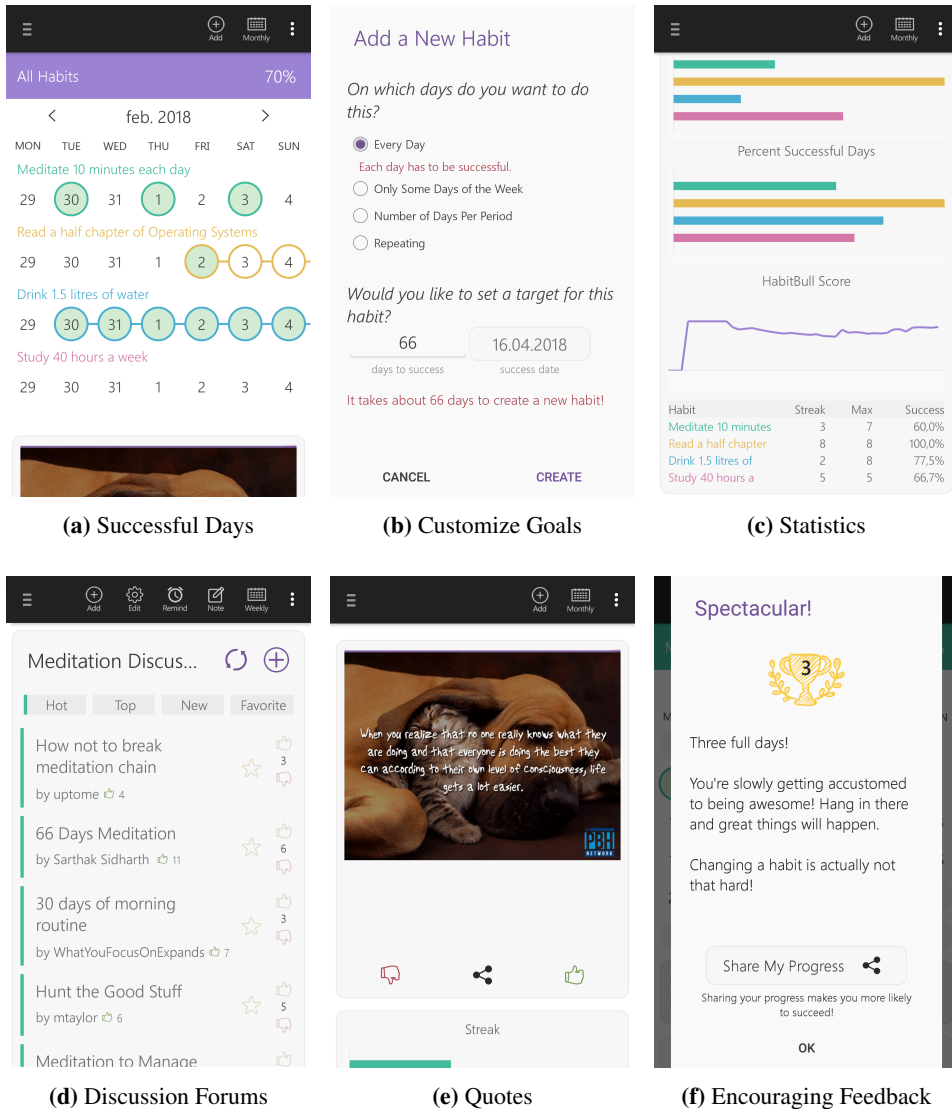 Add
Monthly
All Habits 70%
feb. 2018
MON TUE WED THU FRI SAT SUN
Meditate 10 minutes each day
29 30 31 1 2 3 4
Read a half chapter of Operating Systems
29 30 31 1 2 3 4
Drink 1.5 litres of water
29 30 31 1 2 3 4
Study 40 hours a week
29 30 31 1 2 3 4
(a) Successful Days
Add a New Habit
On which days do you want to do
this?
Every Day
Each day has to be successful.
Only Some Days of the Week
Number of Days Per Period
Repeating
Would you like to set a target for this
habit?
66 16.04.2018
days to success success date
It takes about 66 days to create a new habit!
CANCEL CREATE
(b) Customize Goals
Add Monthly
Percent Successful Days
HabitBull Score
Habit Streak Max Success
Meditate 10 minutes 3 7 60,0%
Read a half chapter 8 8 100,0%
Drink 1.5 litres of 2 8 77,5%
Study 40 hours a 5 5 66,7%
(c) Statistics
Add Edit Remind Note Weekly
Meditation Discus...
Hot Top New Favorite
How not to break
meditation chain
by uptome 4
3
66 Days Meditation
by Sarthak Sidharth 11
6
30 days of morning
routine
by WhatYouFocusOnExpands 7
3
Hunt the Good Stuff
by mtaylor 6
5
Meditation to Manage
(d) Discussion Forums
Add Monthly
When you realize that no one really knows what they
are doing and that everyone is doing the best they
can according to their own level of consciousness, life
gets a lot easier.
PBH
NETWORK
Streak
(e) Quotes
Spectacular!
3
Three full days!
You're slowly getting accustomed
to being awesome! Hang in there
and great things will happen.
Changing a habit is actually not
that hard!
Share My Progress
Sharing your progress makes you more likely
to succeed!
OK
(f) Encouraging Feedback